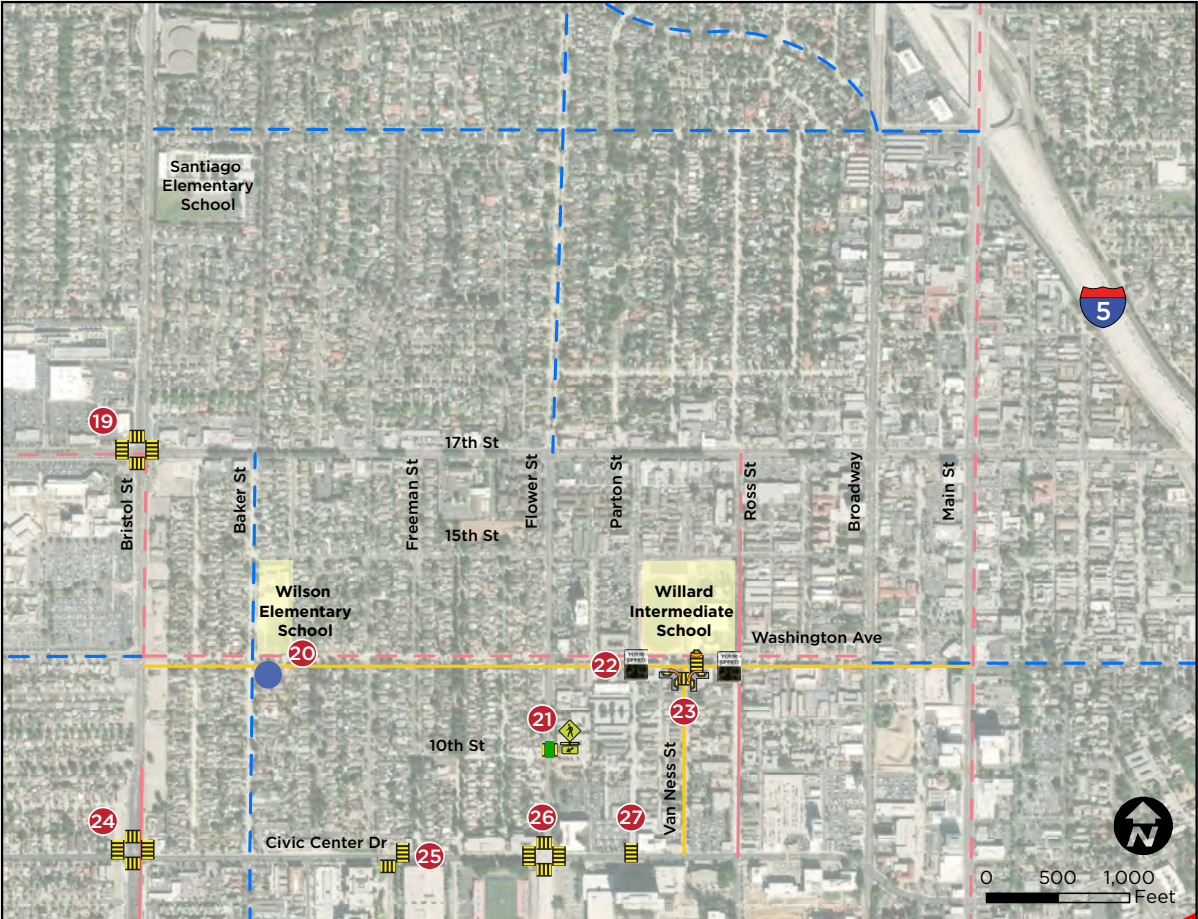 Santiago
Elementary
School
5
19
17th St
Bristol St
Baker St
Freeman St
Flower St
Parton St
Ross St
Broadway
Main St
15th St
Wilson
Elementary
School
Willard
Intermediate
School
Washington Ave
20
22
YOUR
SPEED
YOUR
SPEED
23
21
10th St
Van Ness St
24
26
27
Civic Center Dr
25
N
0 500 1,000
Feet